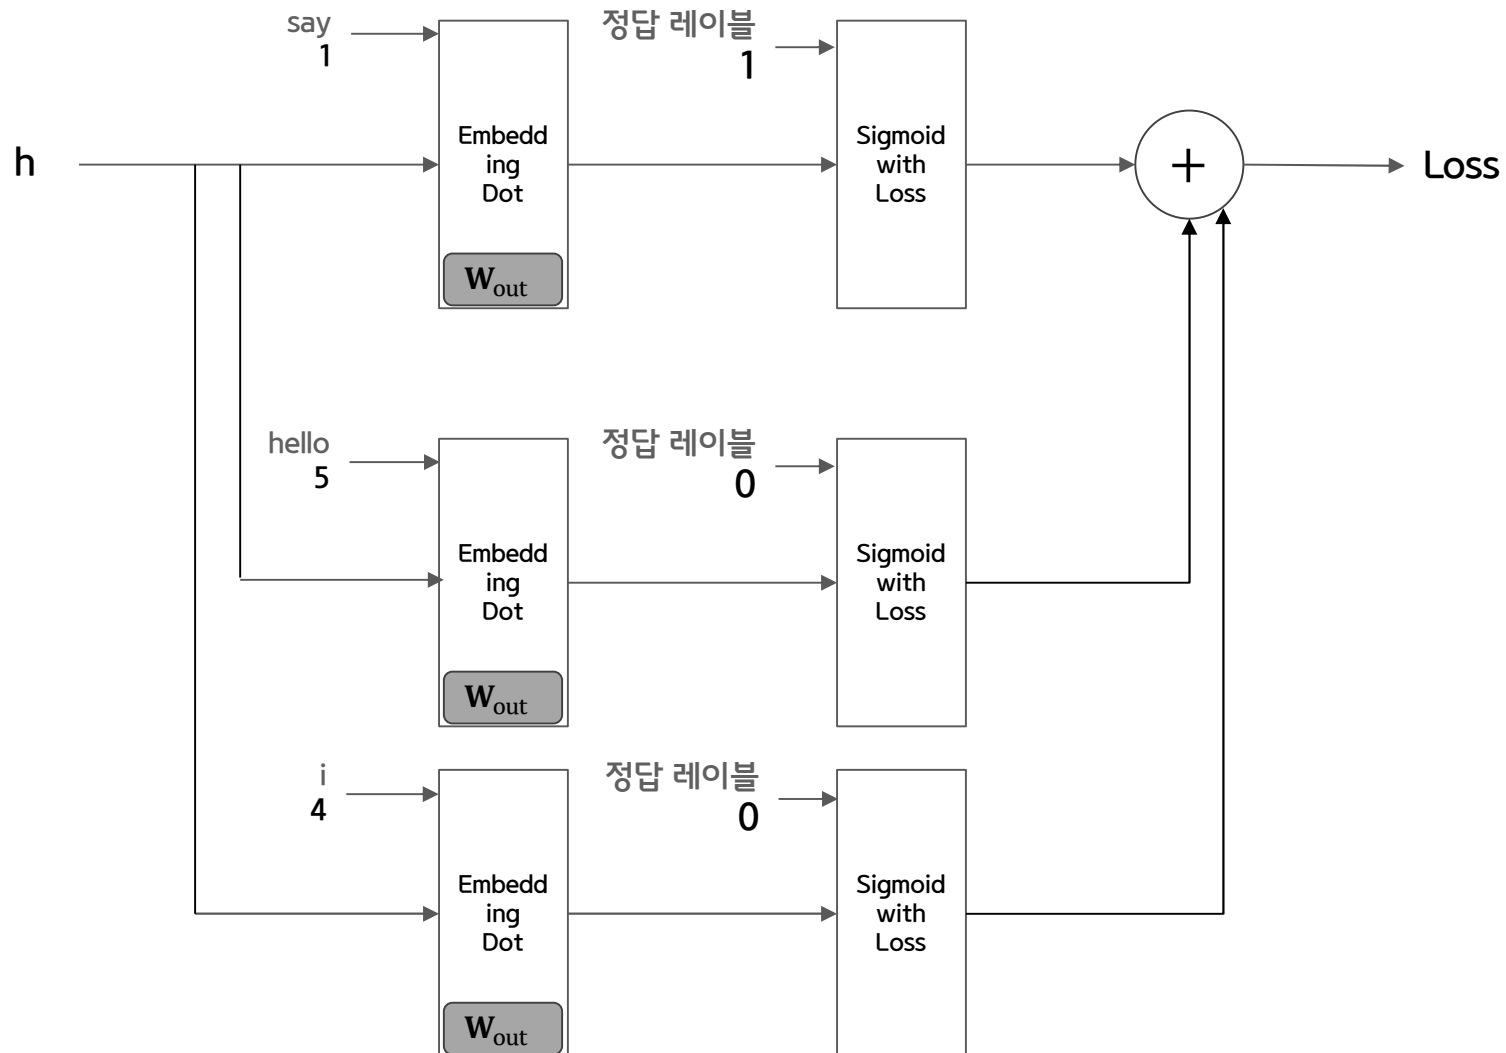 say
1
정답 레이블
1
h
Embedd
ing
Dot
Sigmoid
with
Loss
+
Loss
Wout
hello
5
정답 레이블
0
Embedd
ing
Dot
Sigmoid
with
Loss
Wout
i
4
정답 레이블
0
Embedd
ing
Dot
Sigmoid
with
Loss
Wout